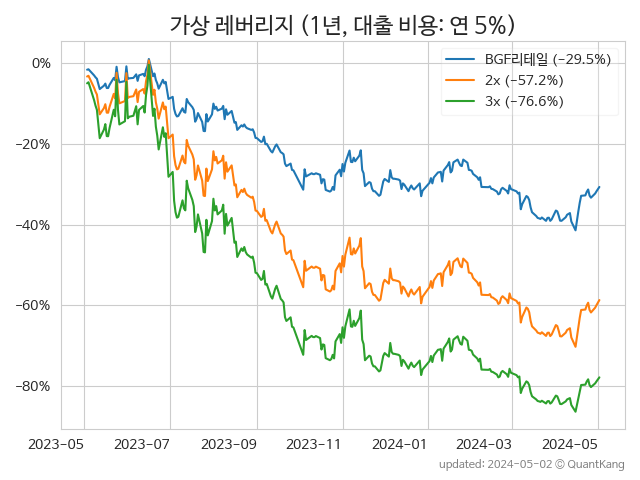 가상 레버리지 (1년, 대출 비용: 연 5%)
BGF리테일 (−29.5%)
2x (−57.2%)
3x (−76.6%)
0%
−20%
−40%
−60%
−80%
2023-05 2023-07 2023-09 2023-11 2024-01 2024-03 2024-05
updated: 2024-05-02 © QuantKang